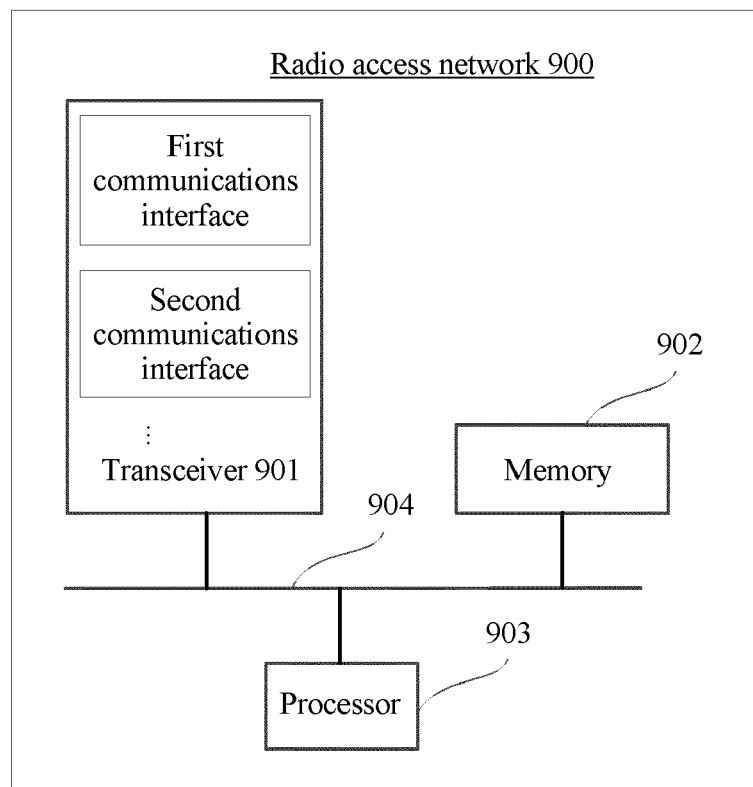 Radio access network 900
First
communications
interface
Second
communications
interface
⋮
Transceiver 901
902
Memory
904
903
Processor